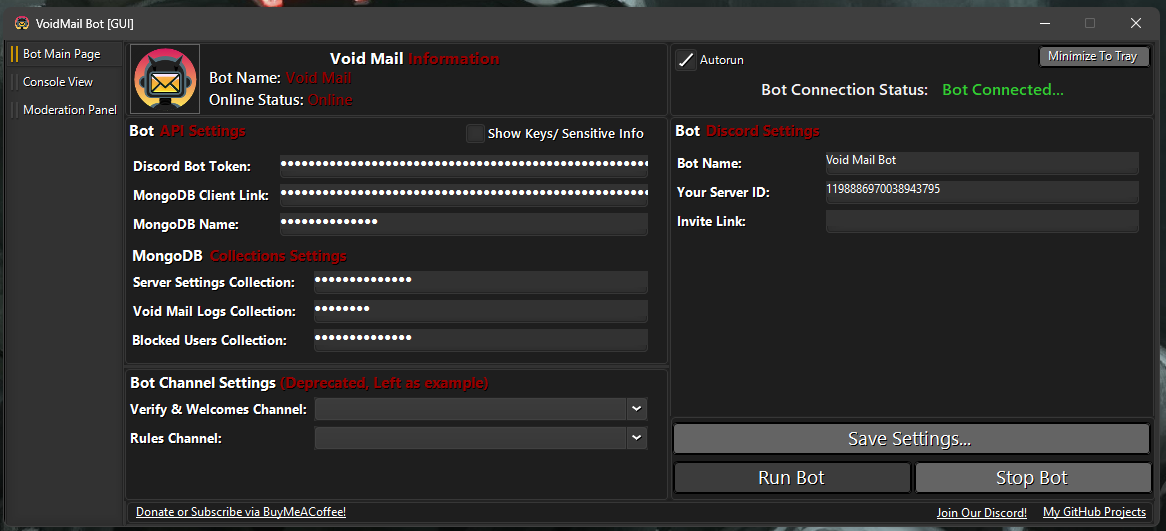 VoidMail Bot [GUI]
Bot Main Page
Console View
Moderation Panel
Void Mail Information
Bot Name: Void Mail
Online Status: Online
Autorun
Minimize To Tray
Bot Connection Status: Bot Connected...
Bot API Settings
Show Keys/ Sensitive Info
Discord Bot Token:
MongoDB Client Link:
MongoDB Name:
MongoDB Collections Settings
Server Settings Collection:
Void Mail Logs Collection:
Blocked Users Collection:
Bot Channel Settings (Deprecated, Left as example)
Verify & Welcomes Channel:
Rules Channel:
Bot Discord Settings
Bot Name: Void Mail Bot
Your Server ID: 1198886970038943795
Invite Link:
Save Settings...
Run Bot
Stop Bot
Donate or Subscribe via BuyMeACoffee!
Join Our Discord!
My GitHub Projects